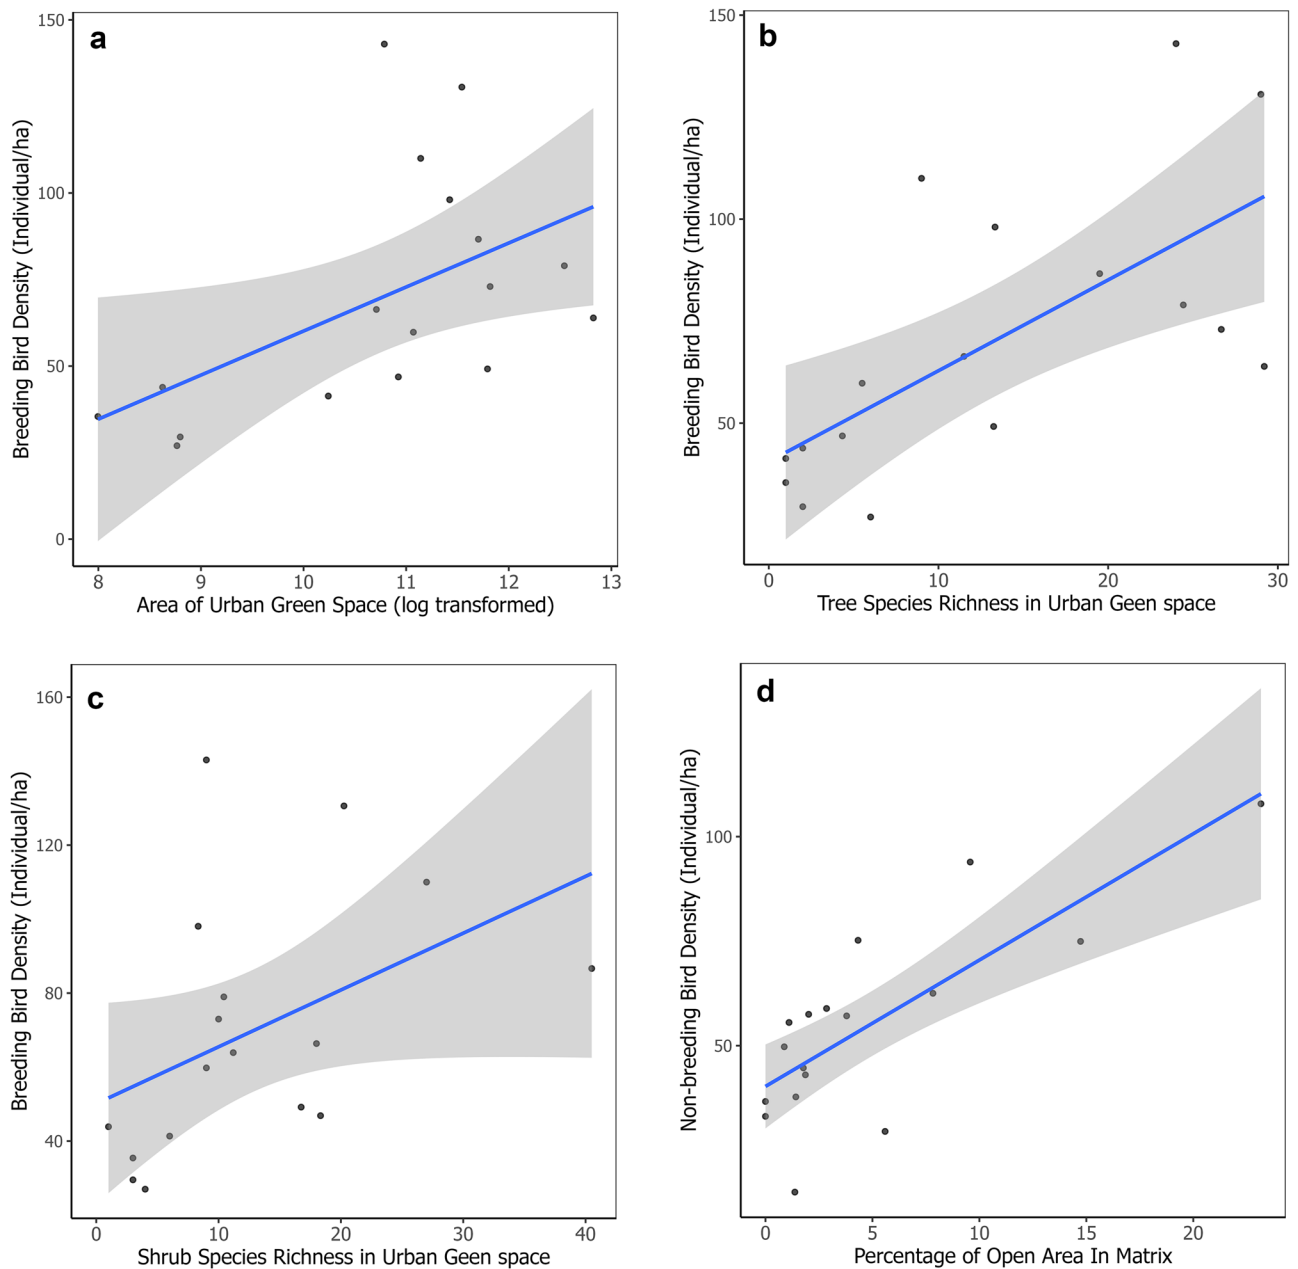 a
Breeding Bird Density (Individual/ha)
150
100
50
0
8 9 10 11 12 13
Area of Urban Green Space (log transformed)
b
Breeding Bird Density (Individual/ha)
150
100
50
0 10 20 30
Tree Species Richness in Urban Geen space
c
Breeding Bird Density (Individual/ha)
160
120
80
40
0 10 20 30 40
Shrub Species Richness in Urban Geen space
d
Non-breeding Bird Density (Individual/ha)
100
50
0 5 10 15 20
Percentage of Open Area In Matrix